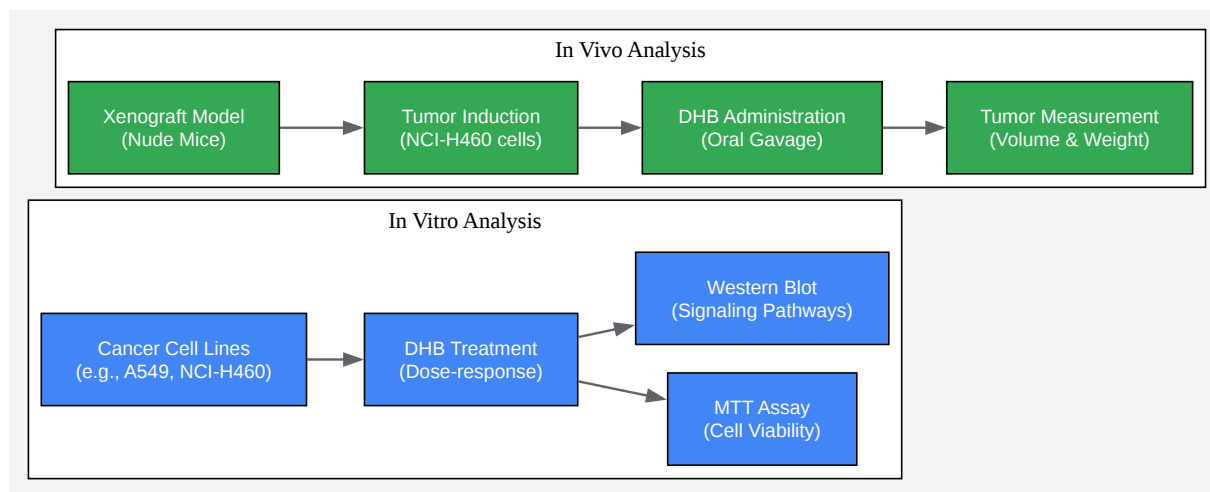 In Vivo Analysis
Xenograft Model
(Nude Mice)
Tumor Induction
(NCI-H460 cells)
DHB Administration
(Oral Gavage)
Tumor Measurement
(Volume & Weight)
In Vitro Analysis
Cancer Cell Lines
(e.g., A549, NCI-H460)
DHB Treatment
(Dose-response)
Western Blot
(Signaling Pathways)
MTT Assay
(Cell Viability)